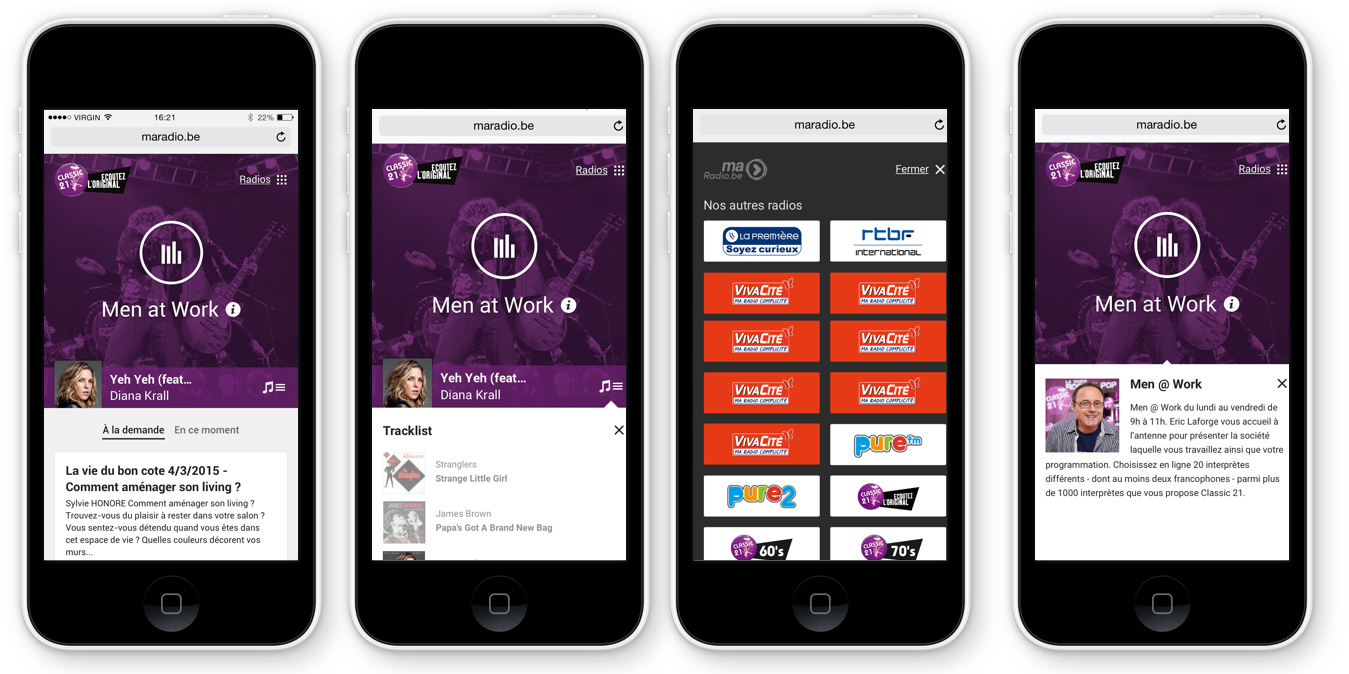 VIRGIN
16:21
22%
maradio.be
CLASSIC 21
ECOUTEZ L'ORIGINAL
Radios
Men at Work
Yeh Yeh (feat...
Diana Krall
À la demande
En ce moment
La vie du bon cote 4/3/2015 -
Comment aménager son living ?
Sylvie HONORE Comment aménager son living ?
Trouvez-vous du plaisir à rester dans votre salon ?
Vous sentez-vous détendu quand vous êtes dans
cet espace de vie ? Quelles couleurs décorent vos
murs...
maradio.be
CLASSIC 21
ECOUTEZ L'ORIGINAL
Radios
Men at Work
Yeh Yeh (feat...
Diana Krall
Tracklist
Stranglers
Strange Little Girl
James Brown
Papa's Got A Brand New Bag
maradio.be
ma
Radio.be
Fermer
Nos autres radios
LA PREMIÈRE
Soyez curieux
rtbf
international
VIVACITÉ
MA RADIO COMPLICITÉ
VIVACITÉ
MA RADIO COMPLICITÉ
VIVACITÉ
MA RADIO COMPLICITÉ
VIVACITÉ
MA RADIO COMPLICITÉ
VIVACITÉ
MA RADIO COMPLICITÉ
VIVACITÉ
MA RADIO COMPLICITÉ
VIVACITÉ
MA RADIO COMPLICITÉ
pure fm
pure2
CLASSIC 21
ECOUTEZ L'ORIGINAL
CLASSIC 21 60's
CLASSIC 21 70's
maradio.be
CLASSIC 21
ECOUTEZ L'ORIGINAL
Radios
Men at Work
Men @ Work
Men @ Work du lundi au vendredi de
9h à 11h. Eric Laforge vous accueil à
l'antenne pour présenter la société
laquelle vous travaillez ainsi que votre
programmation. Choisissez en ligne 20 interprètes
différents - dont au moins deux francophones - parmi plus
de 1000 interprètes que vous propose Classic 21.